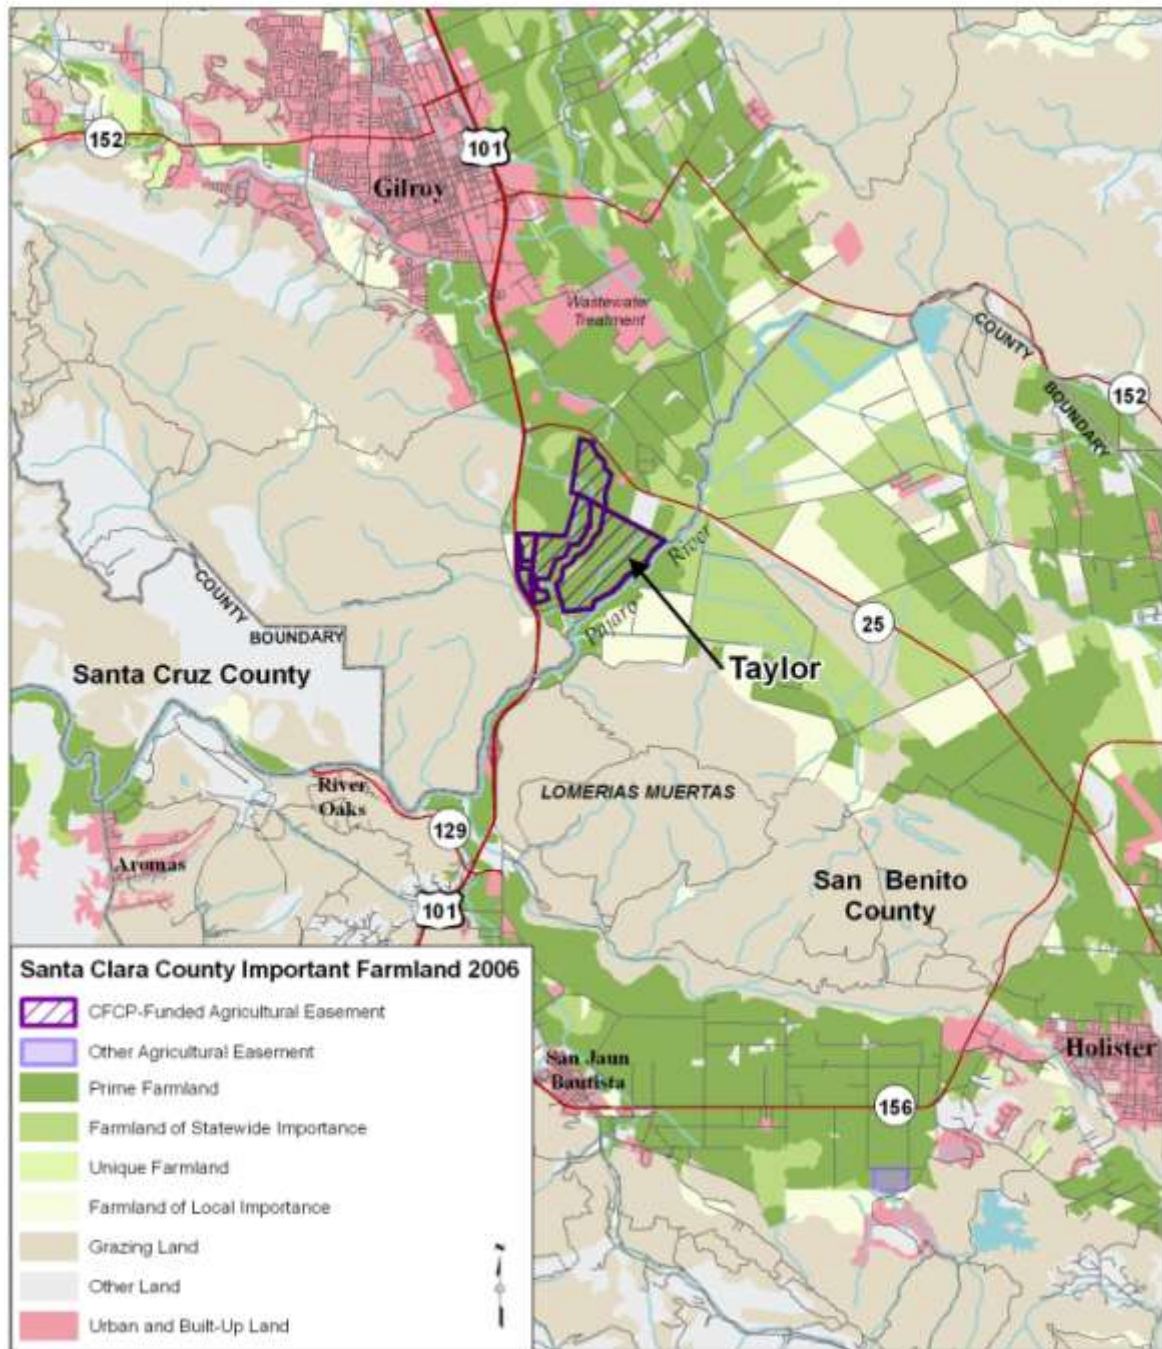 152
101
Gilroy
Wastewater
Treatment
COUNTY
BOUNDARY
152
River
Pajaro
Taylor
25
COUNTY
BOUNDARY
Santa Cruz County
River
Oaks
129
Aromas
101
LOMERIAS MUERTAS
San Benito
County
San Jaun
Bautista
Holister
156
Santa Clara County Important Farmland 2006
CFCP-Funded Agricultural Easement
Other Agricultural Easement
Prime Farmland
Farmland of Statewide Importance
Unique Farmland
Farmland of Local Importance
Grazing Land
Other Land
Urban and Built-Up Land